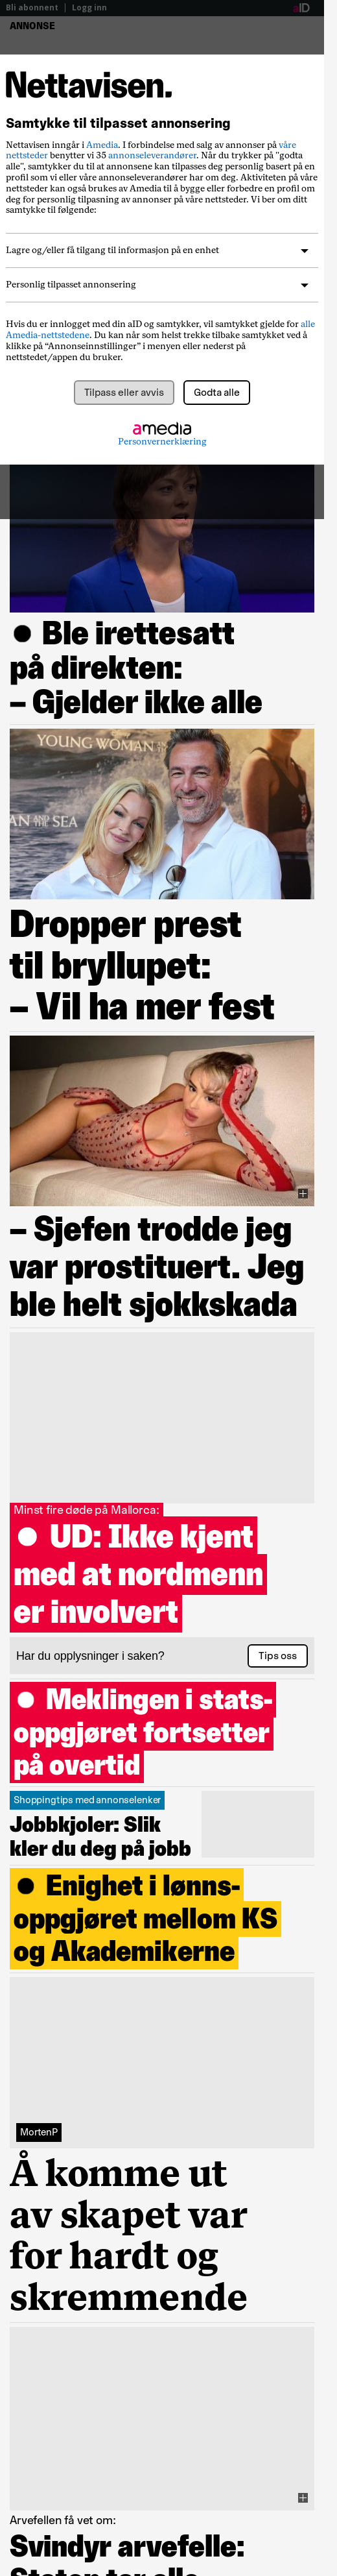 Bli abonnent | Logg inn
aID
ANNONSE
Nettavisen.
Samtykke til tilpasset annonsering
Nettavisen inngår i Amedia. I forbindelse med salg av annonser på våre
nettsteder benytter vi 35 annonseleverandører. Når du trykker på "godta
alle", samtykker du til at annonsene kan tilpasses deg personlig basert på en
profil som vi eller våre annonseleverandører har om deg. Aktiviteten på våre
nettsteder kan også brukes av Amedia til å bygge eller forbedre en profil om
deg for personlig tilpasning av annonser på våre nettsteder. Vi ber om ditt
samtykke til følgende:
Lagre og/eller få tilgang til informasjon på en enhet
Personlig tilpasset annonsering
Hvis du er innlogget med din aID og samtykker, vil samtykket gjelde for alle
Amedia-nettstedene. Du kan når som helst trekke tilbake samtykket ved å
klikke på “Annonseinnstillinger” i menyen eller nederst på
nettstedet/appen du bruker.
Tilpass eller avvis
Godta alle
amedia
Personvernerklæring
Ble irettesatt
på direkten:
– Gjelder ikke alle
YOUNG WOMAN
AN AND THE SEA
Dropper prest
til bryllupet:
– Vil ha mer fest
– Sjefen trodde jeg
var prostituert. Jeg
ble helt sjokkskada
Minst fire døde på Mallorca:
UD: Ikke kjent
med at nordmenn
er involvert
Har du opplysninger i saken?
Tips oss
Meklingen i stats-
oppgjøret fortsetter
på overtid
Shoppingtips med annonselenker
Jobbkjoler: Slik
kler du deg på jobb
Enighet i lønns-
oppgjøret mellom KS
og Akademikerne
MortenP
Å komme ut
av skapet var
for hardt og
skremmende
Arvefellen få vet om:
Svindyr arvefelle: